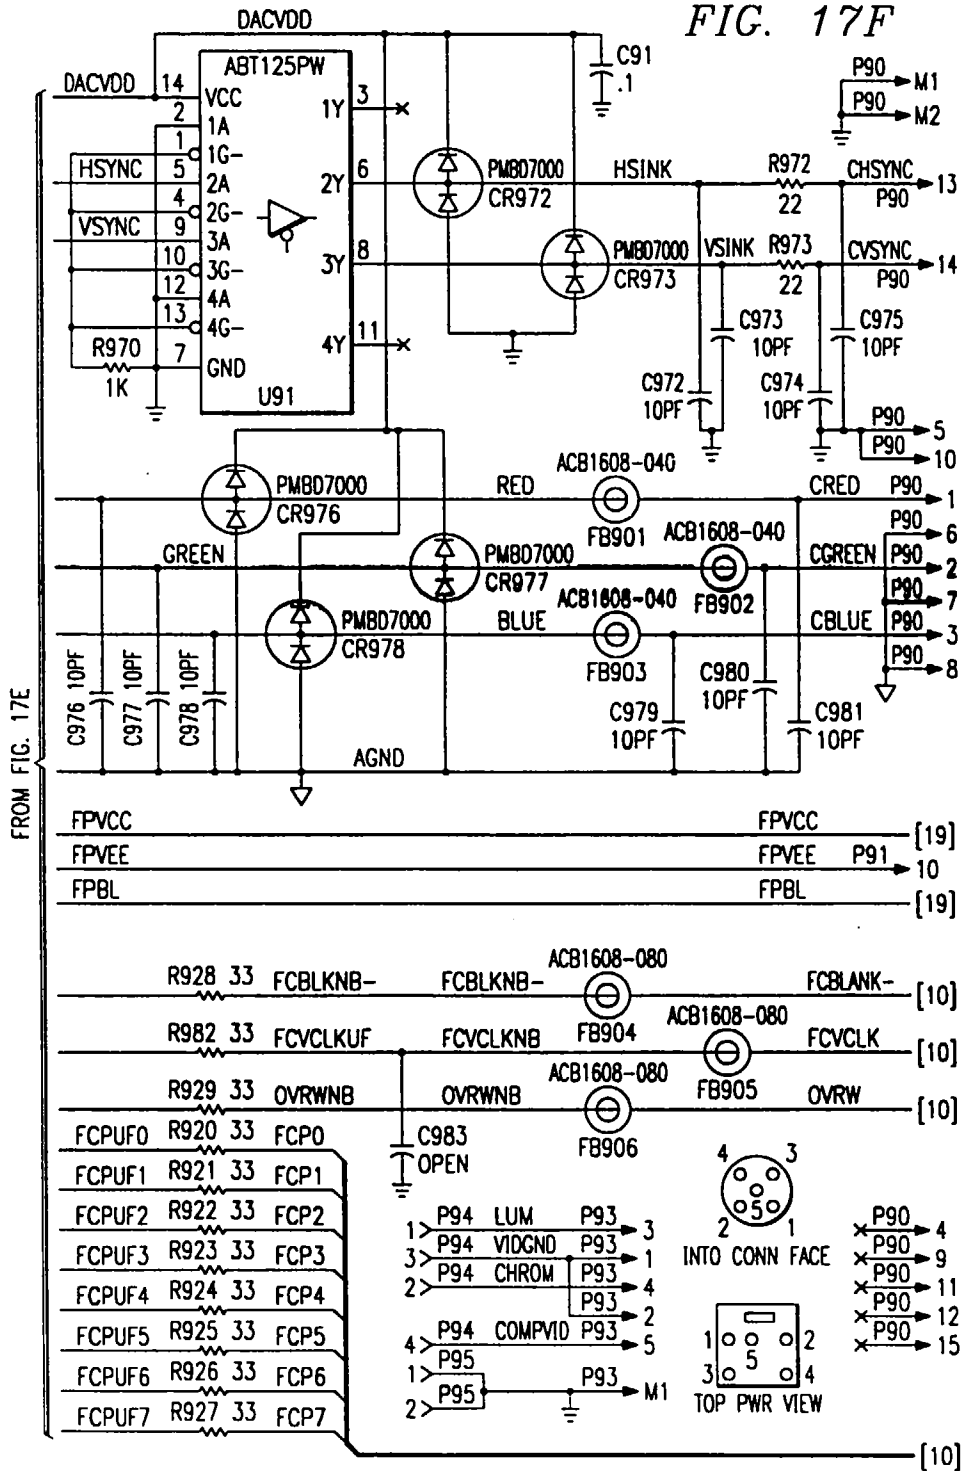 FIG. 17F
DACVDD
ABT125PW
C91
.1
P90 M1
P90 M2
DACVDD 14 VCC
2 1A
1 1G-
HSYNC 5 2A
4 2G-
VSYNC 9 3A
10 3G-
12 4A
13 4G-
7 GND
R970
1K
U91
1Y 3
2Y 6
3Y 8
4Y 11
PMBD7000
CR972
HSINK
R972
22
CHSYNC
P90
13
PMBD7000
CR973
VSINK
R973
22
CVSYNC
P90
14
C973
10PF
C975
10PF
C972
10PF
C974
10PF
P90 5
P90 10
PMBD7000
CR976
RED
ACB1608-040
FB901
CRED P90 1
P90 6
GREEN
PMBD7000
CR977
ACB1608-040
FB902
CGREEN P90 2
P90 7
PMBD7000
CR978
BLUE
ACB1608-040
FB903
CBLUE P90 3
P90 8
C976 10PF
C977 10PF
C978 10PF
C979
10PF
C980
10PF
C981
10PF
AGND
FROM FIG. 17E
FPVCC FPVCC [19]
FPVEE FPVEE P91 10
FPBL FPBL [19]
R928 33 FCBLKNB- FCBLKNB- ACB1608-080 FB904 FCBLANK- [10]
R982 33 FCVCLKUF FCVCLKNB ACB1608-080 FB905 FCVCLK [10]
R929 33 OVRWNB OVRWNB ACB1608-080 FB906 OVRW [10]
C983
OPEN
FCPUF0 R920 33 FCP0
FCPUF1 R921 33 FCP1
FCPUF2 R922 33 FCP2
FCPUF3 R923 33 FCP3
FCPUF4 R924 33 FCP4
FCPUF5 R925 33 FCP5
FCPUF6 R926 33 FCP6
FCPUF7 R927 33 FCP7
1 P94 LUM P93 3
3 P94 VIDGND P93 1
2 P94 CHROM P93 4
P93 2
4 P94 COMPVID P93 5
1 P95
2 P95
P93 M1
4 3
5
2 1
INTO CONN FACE
1 2
5
3 4
TOP PWR VIEW
P90 4
P90 9
P90 11
P90 12
P90 15
[10]